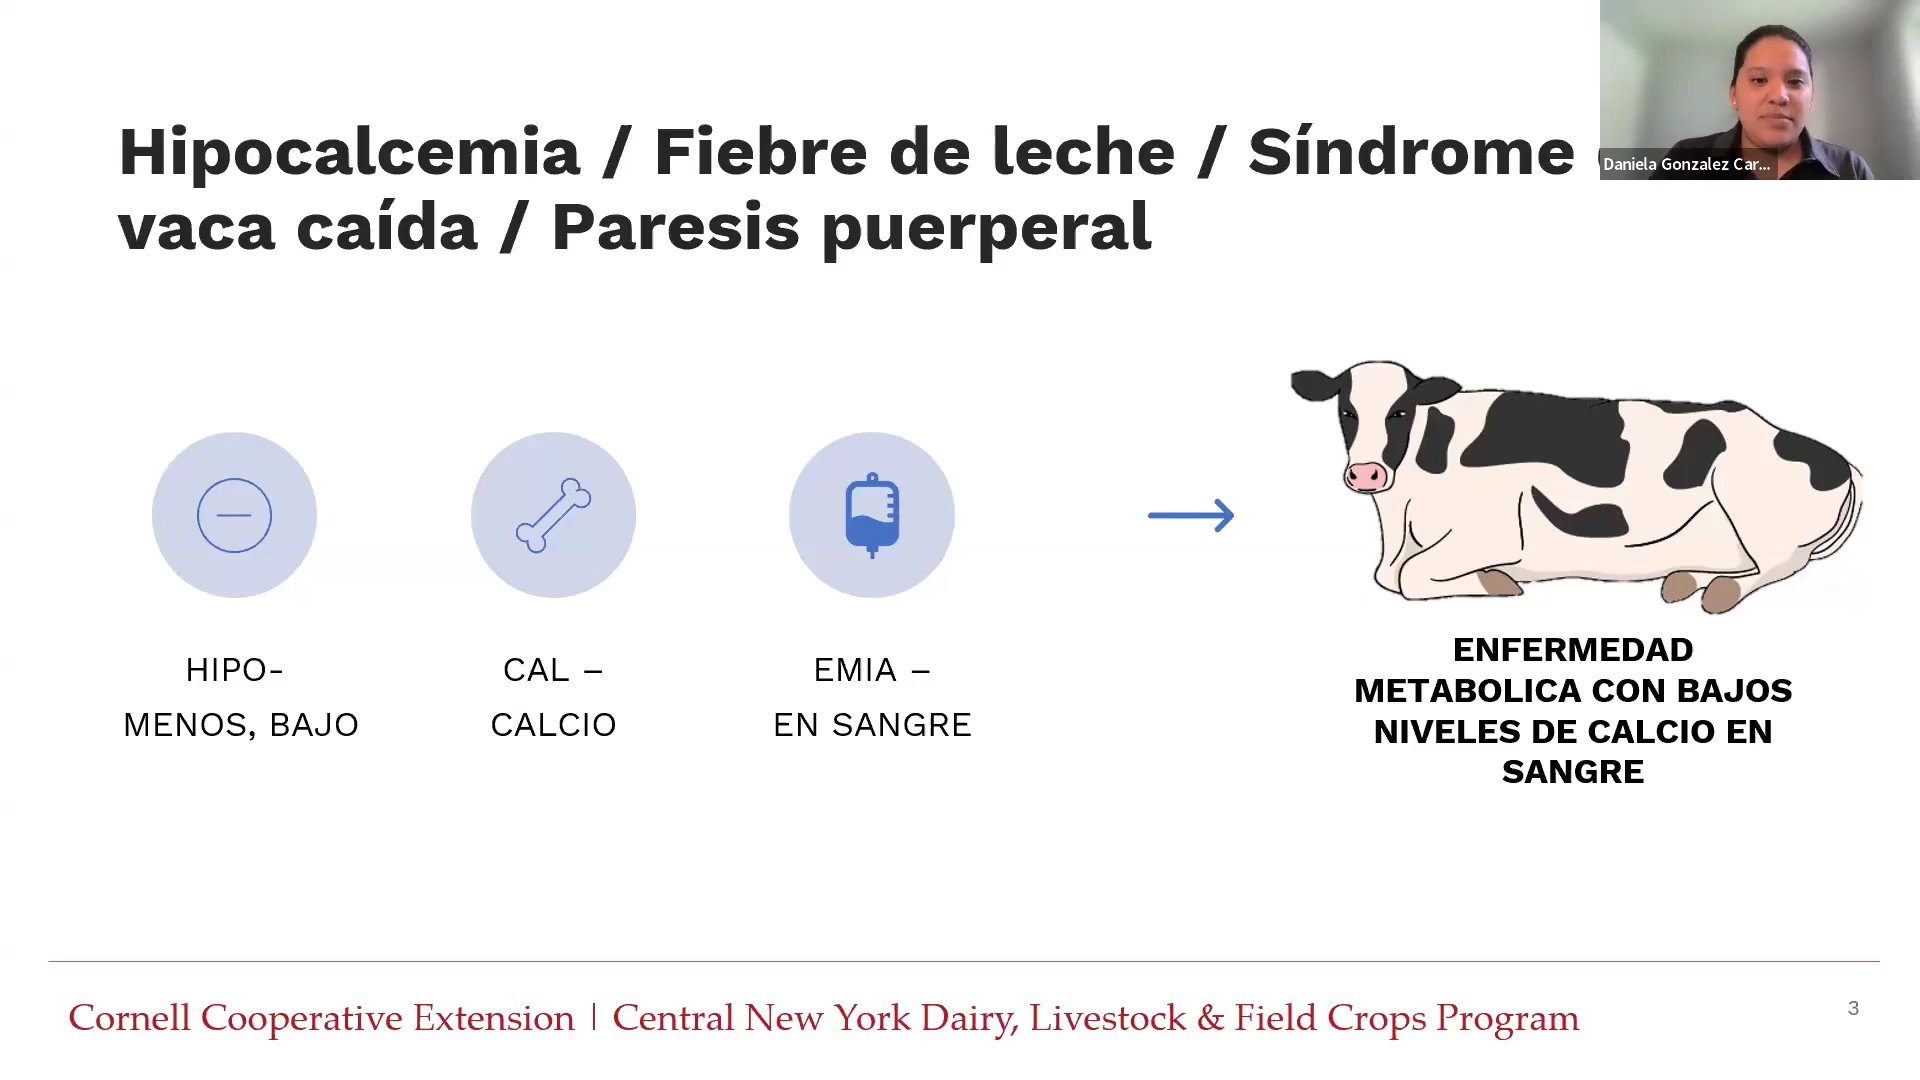 Hipocalcemia / Fiebre de leche / Síndrome
vaca caída / Paresis puerperal
Daniela Gonzalez Car...
HIPO-
MENOS, BAJO
CAL –
CALCIO
EMIA –
EN SANGRE
ENFERMEDAD
METABOLICA CON BAJOS
NIVELES DE CALCIO EN
SANGRE
Cornell Cooperative Extension | Central New York Dairy, Livestock & Field Crops Program
3